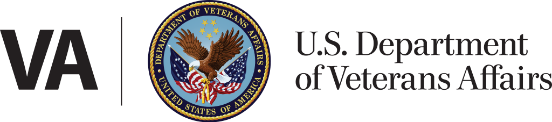 VA
DEPARTMENT OF VETERANS AFFAIRS
UNITED STATES OF AMERICA
U.S. Department
of Veterans Affairs